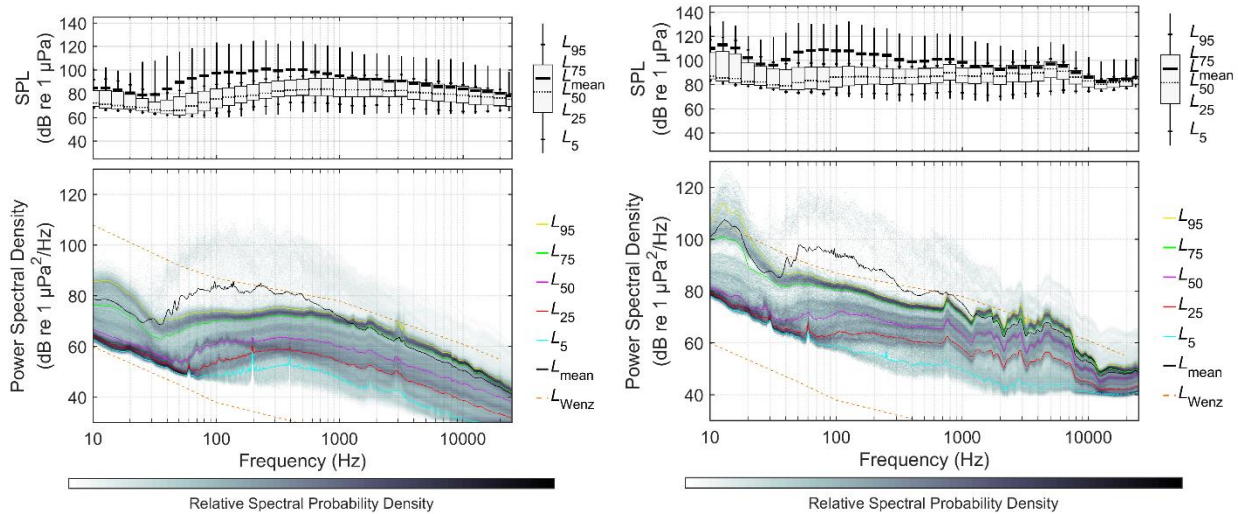 140
120
100
80
60
40
SPL
(dB re 1 µPa)
L95
L75
Lmean
L50
L25
L5
120
100
80
60
40
Power Spectral Density
(dB re 1 µPa²/Hz)
10
100
1000
10000
Frequency (Hz)
L95
L75
L50
L25
L5
Lmean
LWenz
Relative Spectral Probability Density
140
120
100
80
60
40
SPL
(dB re 1 µPa)
L95
L75
Lmean
L50
L25
L5
120
100
80
60
40
Power Spectral Density
(dB re 1 µPa²/Hz)
10
100
1000
10000
Frequency (Hz)
L95
L75
L50
L25
L5
Lmean
LWenz
Relative Spectral Probability Density